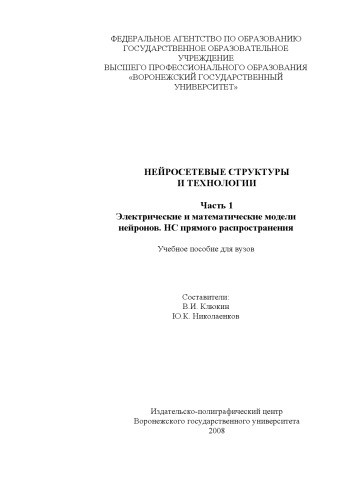 ФЕДЕРАЛЬНОЕ АГЕНТСТВО ПО ОБРАЗОВАНИЮ
ГОСУДАРСТВЕННОЕ ОБРАЗОВАТЕЛЬНОЕ
УЧРЕЖДЕНИЕ
ВЫСШЕГО ПРОФЕССИОНАЛЬНОГО ОБРАЗОВАНИЯ
«ВОРОНЕЖСКИЙ ГОСУДАРСТВЕННЫЙ
УНИВЕРСИТЕТ»
НЕЙРОСЕТЕВЫЕ СТРУКТУРЫ
И ТЕХНОЛОГИИ
Часть 1
Электрические и математические модели
нейронов. НС прямого распространения
Учебное пособие для вузов
Составители:
В.И. Клюкин
Ю.К. Николаенков
Издательско-полиграфический центр
Воронежского государственного университета
2008